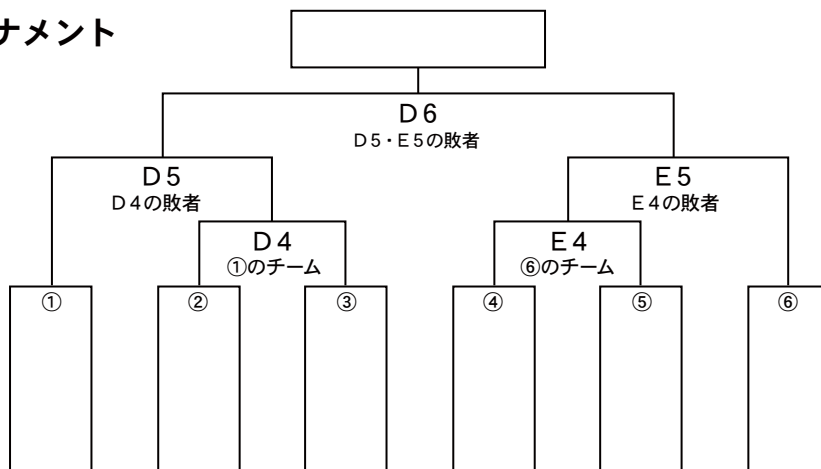 ナメント
D6
D5・E5の敗者
D5
D4の敗者
E5
E4の敗者
D4
①のチーム
E4
⑥のチーム
①
②
③
④
⑤
⑥